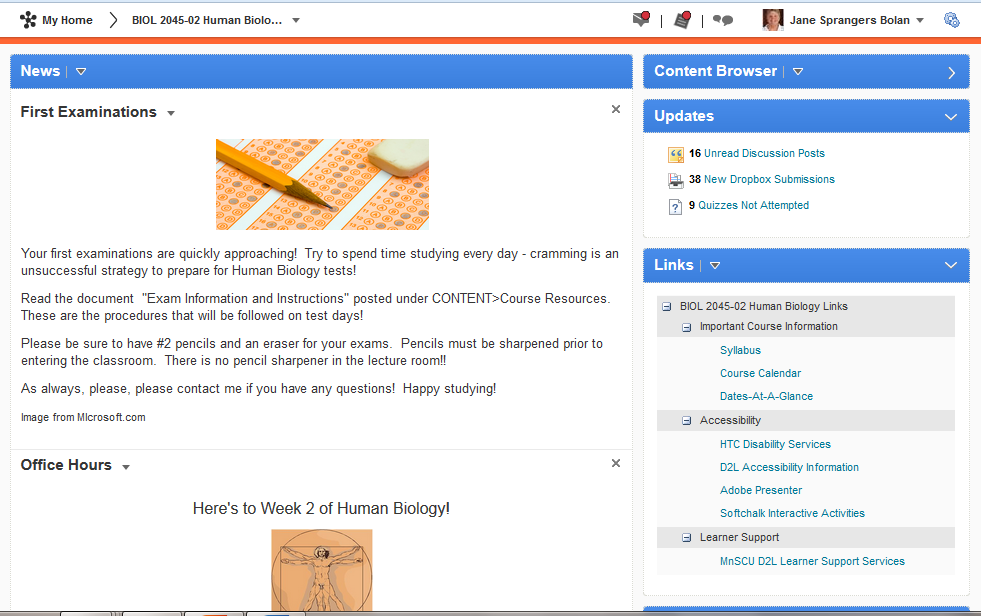 My Home
BIOL 2045-02 Human Biolo...
Jane Sprangers Bolan
News
First Examinations
Your first examinations are quickly approaching!  Try to spend time studying every day - cramming is an
unsuccessful strategy to prepare for Human Biology tests!
Read the document  "Exam Information and Instructions" posted under CONTENT>Course Resources.
These are the procedures that will be followed on test days!
Please be sure to have #2 pencils and an eraser for your exams.  Pencils must be sharpened prior to
entering the classroom.  There is no pencil sharpener in the lecture room!!
As always, please, please contact me if you have any questions!  Happy studying!
Image from MIcrosoft.com
Office Hours
Here's to Week 2 of Human Biology!
Content Browser
Updates
16 Unread Discussion Posts
38 New Dropbox Submissions
9 Quizzes Not Attempted
Links
BIOL 2045-02 Human Biology Links
Important Course Information
Syllabus
Course Calendar
Dates-At-A-Glance
Accessibility
HTC Disability Services
D2L Accessibility Information
Adobe Presenter
Softchalk Interactive Activities
Learner Support
MnSCU D2L Learner Support Services